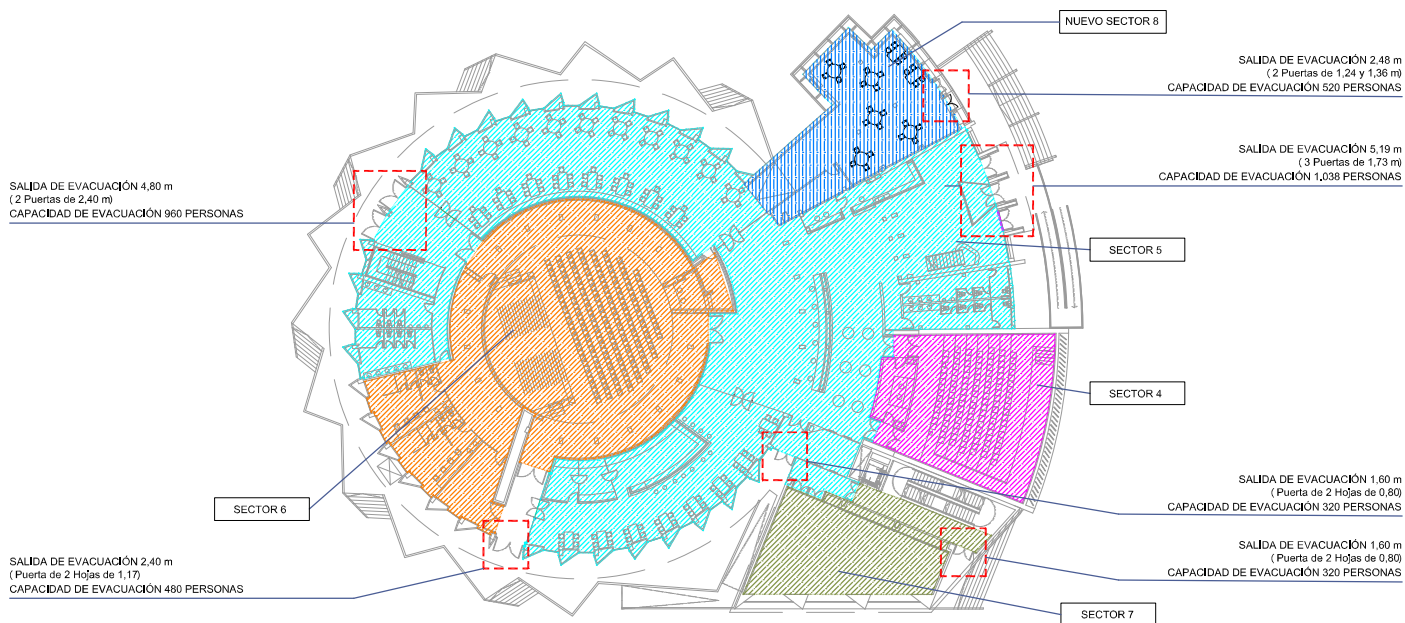 NUEVO SECTOR 8
SALIDA DE EVACUACIÓN 2,48 m
( 2 Puertas de 1,24 y 1,36 m)
CAPACIDAD DE EVACUACIÓN 520 PERSONAS
SALIDA DE EVACUACIÓN 5,19 m
( 3 Puertas de 1,73 m)
CAPACIDAD DE EVACUACIÓN 1.038 PERSONAS
SALIDA DE EVACUACIÓN 4,80 m
( 2 Puertas de 2,40 m)
CAPACIDAD DE EVACUACIÓN 960 PERSONAS
SECTOR 5
SECTOR 4
SALIDA DE EVACUACIÓN 1,60 m
( Puerta de 2 Hojas de 0,80)
CAPACIDAD DE EVACUACIÓN 320 PERSONAS
SECTOR 6
SALIDA DE EVACUACIÓN 1,60 m
( Puerta de 2 Hojas de 0,80)
CAPACIDAD DE EVACUACIÓN 320 PERSONAS
SALIDA DE EVACUACIÓN 2,40 m
( Puerta de 2 Hojas de 1,17)
CAPACIDAD DE EVACUACIÓN 480 PERSONAS
SECTOR 7